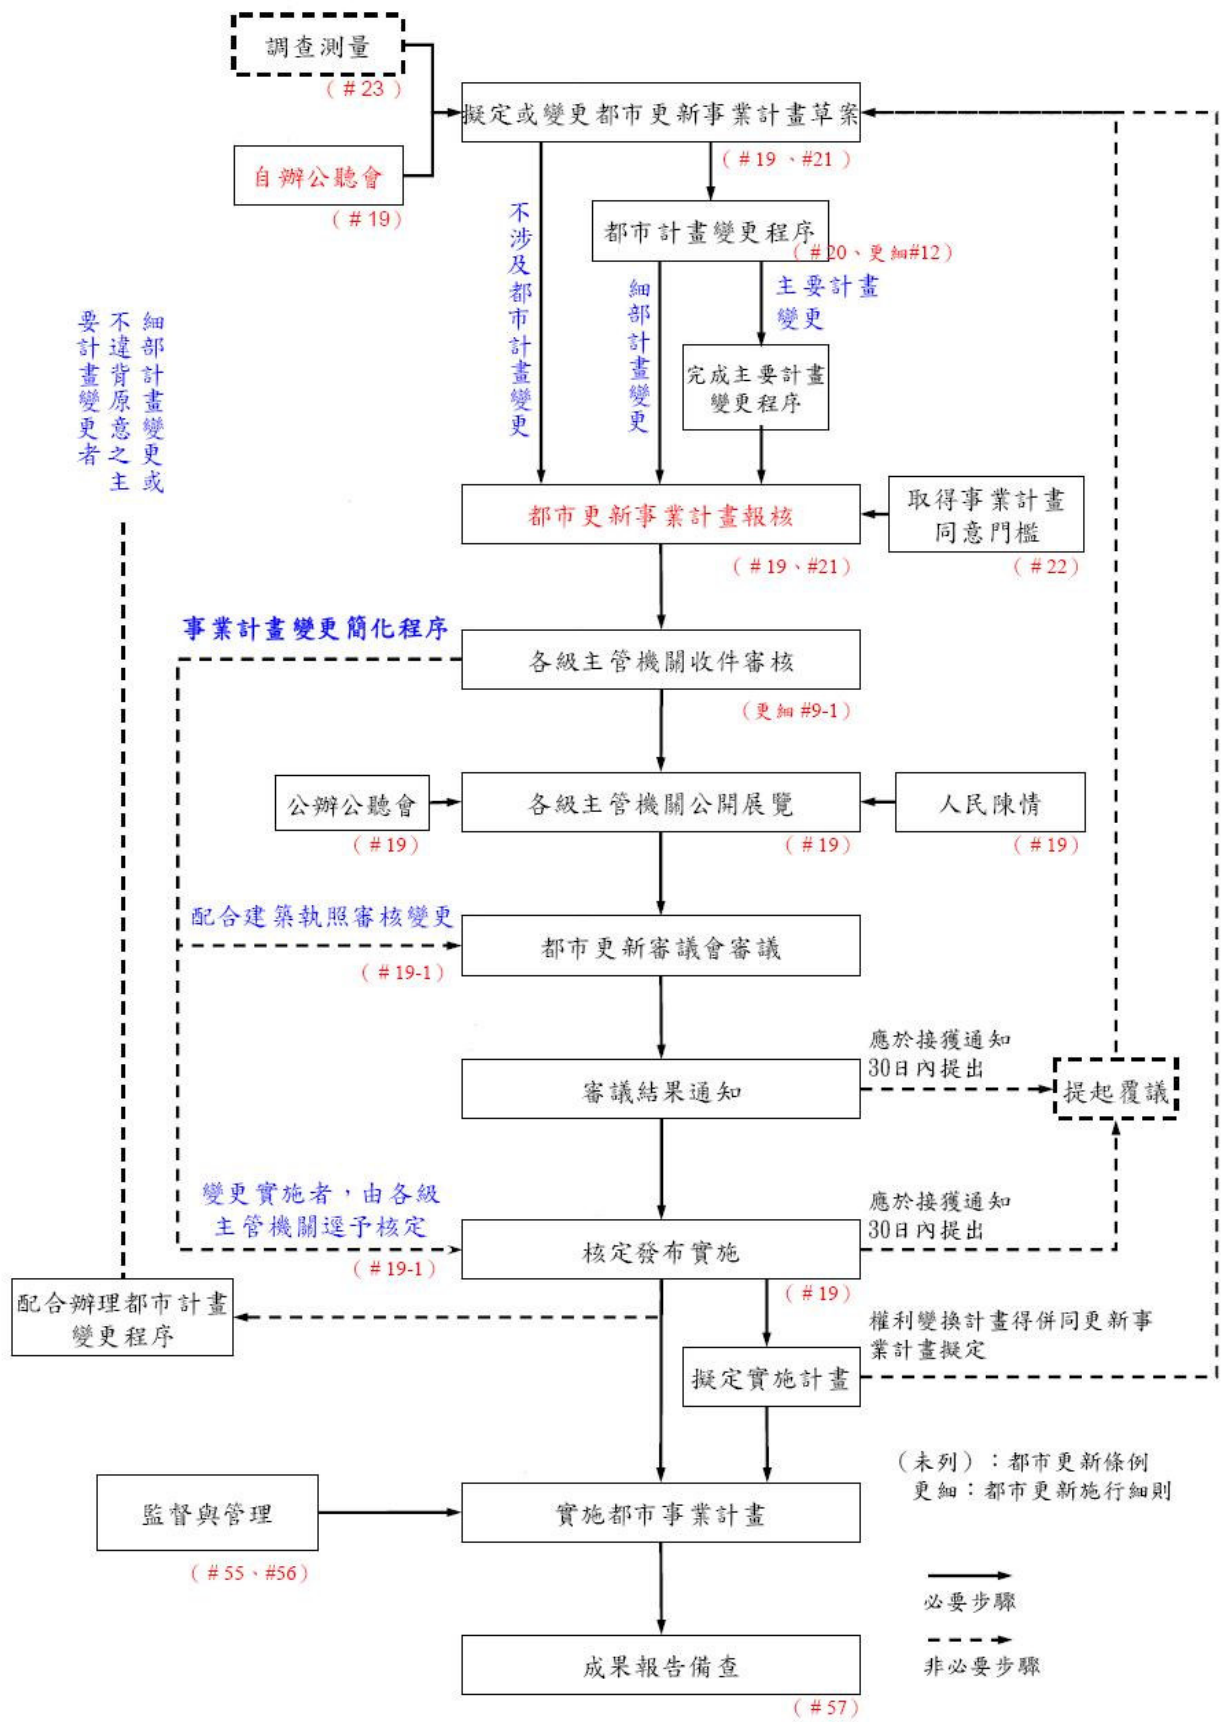 調查測量
（#23）
擬定或變更都市更新事業計畫草案
（#19、#21）
自辦公聽會
（#19）
都市計畫變更程序
（#20、更細#12）
不涉及都市計畫變更
細部計畫變更
主要計畫
變更
完成主要計畫
變更程序
細部計畫變更或
不違背原意之主
要計畫變更者
都市更新事業計畫報核
（#19、#21）
取得事業計畫
同意門檻
（#22）
事業計畫變更簡化程序
各級主管機關收件審核
（更細#9-1）
公辦公聽會
（#19）
各級主管機關公開展覽
（#19）
人民陳情
（#19）
配合建築執照審核變更
（#19-1）
都市更新審議會審議
審議結果通知
應於接獲通知
30日內提出
提起覆議
變更實施者，由各級
主管機關逕予核定
（#19-1）
核定發布實施
（#19）
應於接獲通知
30日內提出
配合辦理都市計畫
變更程序
權利變換計畫得併同更新事
業計畫擬定
擬定實施計畫
（未列）：都市更新條例
更細：都市更新施行細則
監督與管理
（#55、#56）
實施都市事業計畫
必要步驟
非必要步驟
成果報告備查
（#57）